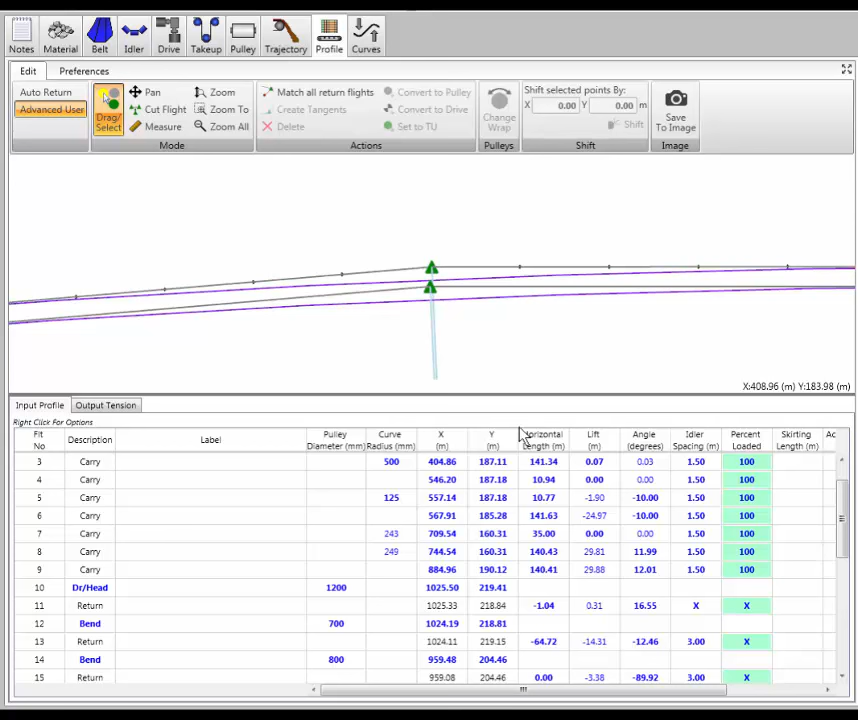 Notes Material Belt Idler Drive Takeup Pulley Trajectory Profile Curves
Edit Preferences
Auto Return
Advanced User
Drag/
Select
Pan
Cut Flight
Measure
Zoom
Zoom To
Zoom All
Mode
Match all return flights
Create Tangents
Delete
Convert to Pulley
Convert to Drive
Set to TU
Actions
Change
Wrap
Pulleys
Shift selected points By:
X 0.00 Y 0.00 m
Shift
Shift
Save
To Image
Image
X:408.96 (m) Y:183.98 (m)
Input Profile Output Tension
Right Click For Options
Flt No Description Label Pulley Diameter (mm) Curve Radius (mm) X (m) Y (m) Horizontal Length (m) Lift (m) Angle (degrees) Idler Spacing (m) Percent Loaded Skirting Length (m) Ac
3 Carry 500 404.86 187.11 141.34 0.07 0.03 1.50 100
4 Carry 546.20 187.18 10.94 0.00 0.00 1.50 100
5 Carry 125 557.14 187.18 10.77 -1.90 -10.00 1.50 100
6 Carry 567.91 185.28 141.63 -24.97 -10.00 1.50 100
7 Carry 243 709.54 160.31 35.00 0.00 0.00 1.50 100
8 Carry 249 744.54 160.31 140.43 29.81 11.99 1.50 100
9 Carry 884.96 190.12 140.41 29.88 12.01 1.50 100
10 Dr/Head 1200 1025.50 219.41
11 Return 1025.33 218.84 -1.04 0.31 16.55 X X
12 Bend 700 1024.19 218.81
13 Return 1024.11 219.15 -64.72 -14.31 -12.46 3.00 X
14 Bend 800 959.48 204.46
15 Return 959.08 204.46 0.00 -3.38 -89.92 3.00 X